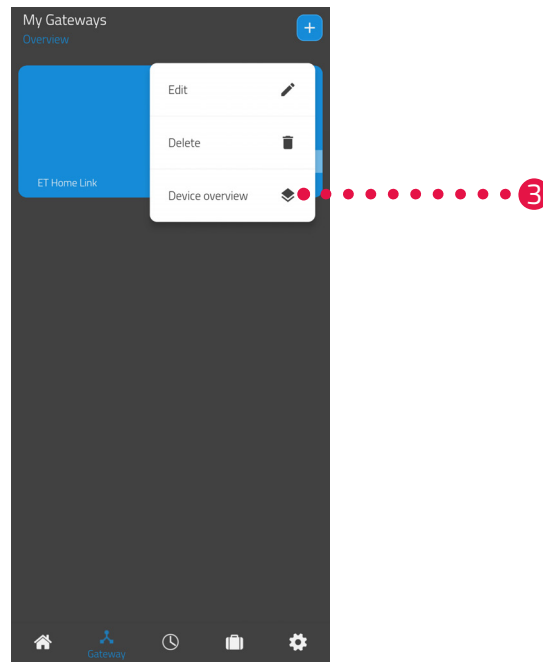 My Gateways
Overview
+
Edit
Delete
ET Home Link
Device overview
3
Gateway